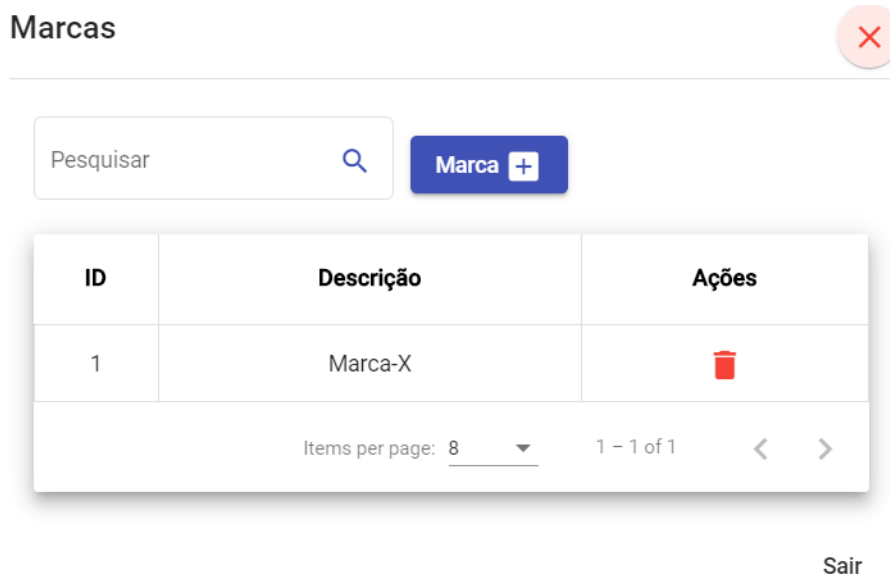 Marcas
Pesquisar
Marca
ID Descrição Ações
1 Marca-X
Items per page: 8 1 – 1 of 1
Sair